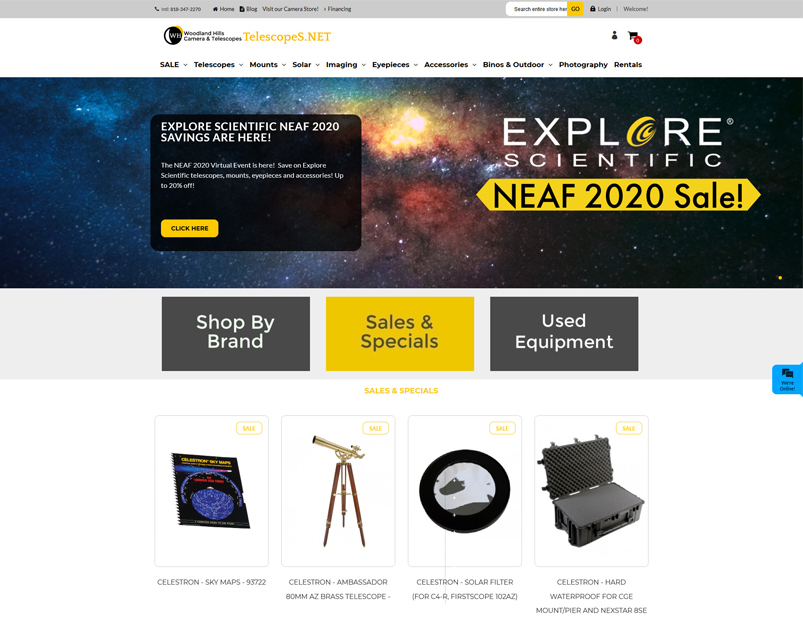 Intl: 818-347-2270 Home Blog Visit our Camera Store! Financing Search entire store her GO Login | Welcome!
WH Woodland Hills
Camera & Telescopes TelescopeS.NET
0
SALE Telescopes Mounts Solar Imaging Eyepieces Accessories Binos & Outdoor Photography Rentals
EXPLORE SCIENTIFIC NEAF 2020
SAVINGS ARE HERE!
The NEAF 2020 Virtual Event is here! Save on Explore
Scientific telescopes, mounts, eyepieces and accessories! Up
to 20% off!
CLICK HERE
EXPLORE®
SCIENTIFIC
NEAF 2020 Sale!
Shop By
Brand
Sales &
Specials
Used
Equipment
We're
Online!
SALES & SPECIALS
SALE
SALE
SALE
SALE
CELESTRON SKY MAPS
CELESTRON - SKY MAPS - 93722
CELESTRON - AMBASSADOR
80MM AZ BRASS TELESCOPE -
CELESTRON - SOLAR FILTER
(FOR C4-R, FIRSTSCOPE 102AZ)
CELESTRON - HARD
WATERPROOF FOR CGE
MOUNT/PIER AND NEXSTAR 8SE